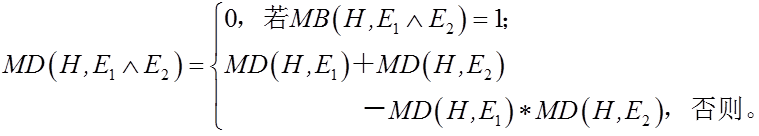 0，若MB(H,E₁∧E₂)=1;
MD(H,E₁∧E₂)= MD(H,E₁)+MD(H,E₂)
−MD(H,E₁)*MD(H,E₂)，否则。